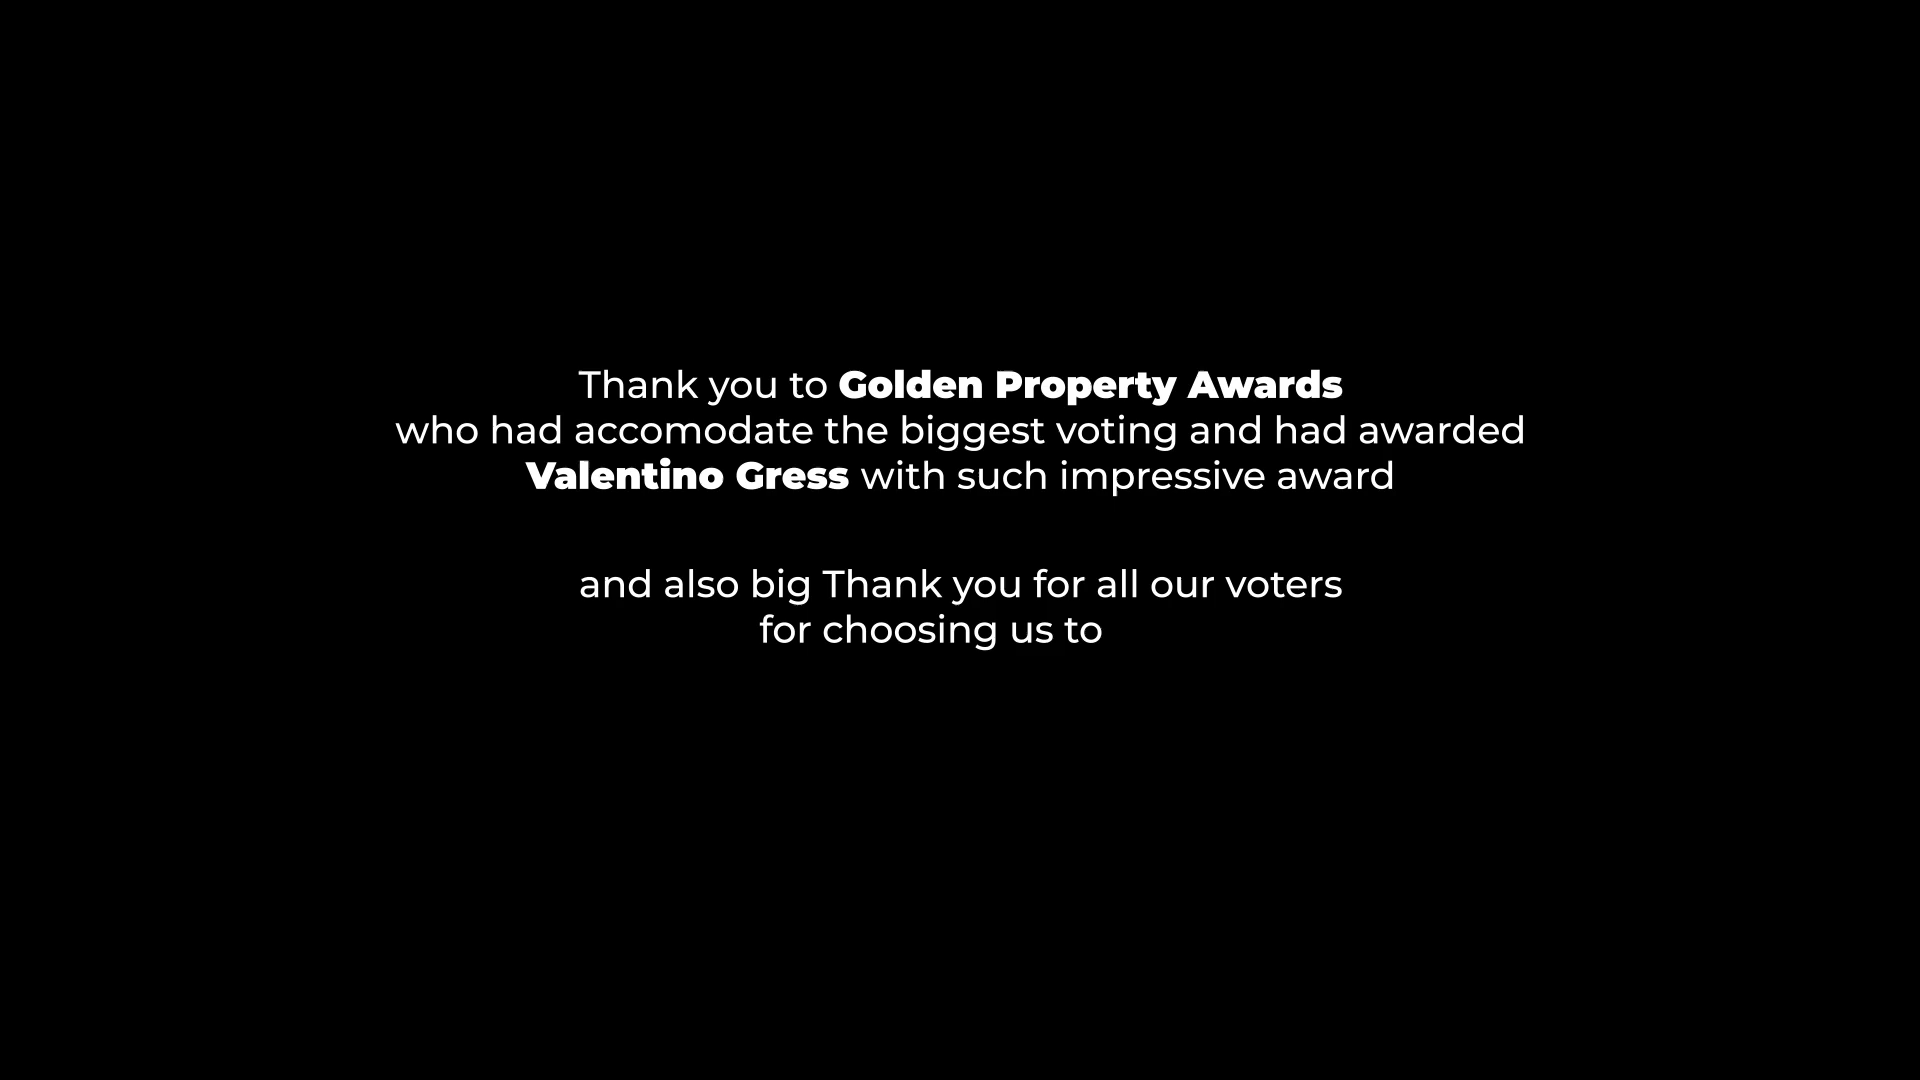 Thank you to Golden Property Awards
who had accomodate the biggest voting and had awarded
Valentino Gress with such impressive award
and also big Thank you for all our voters
for choosing us to